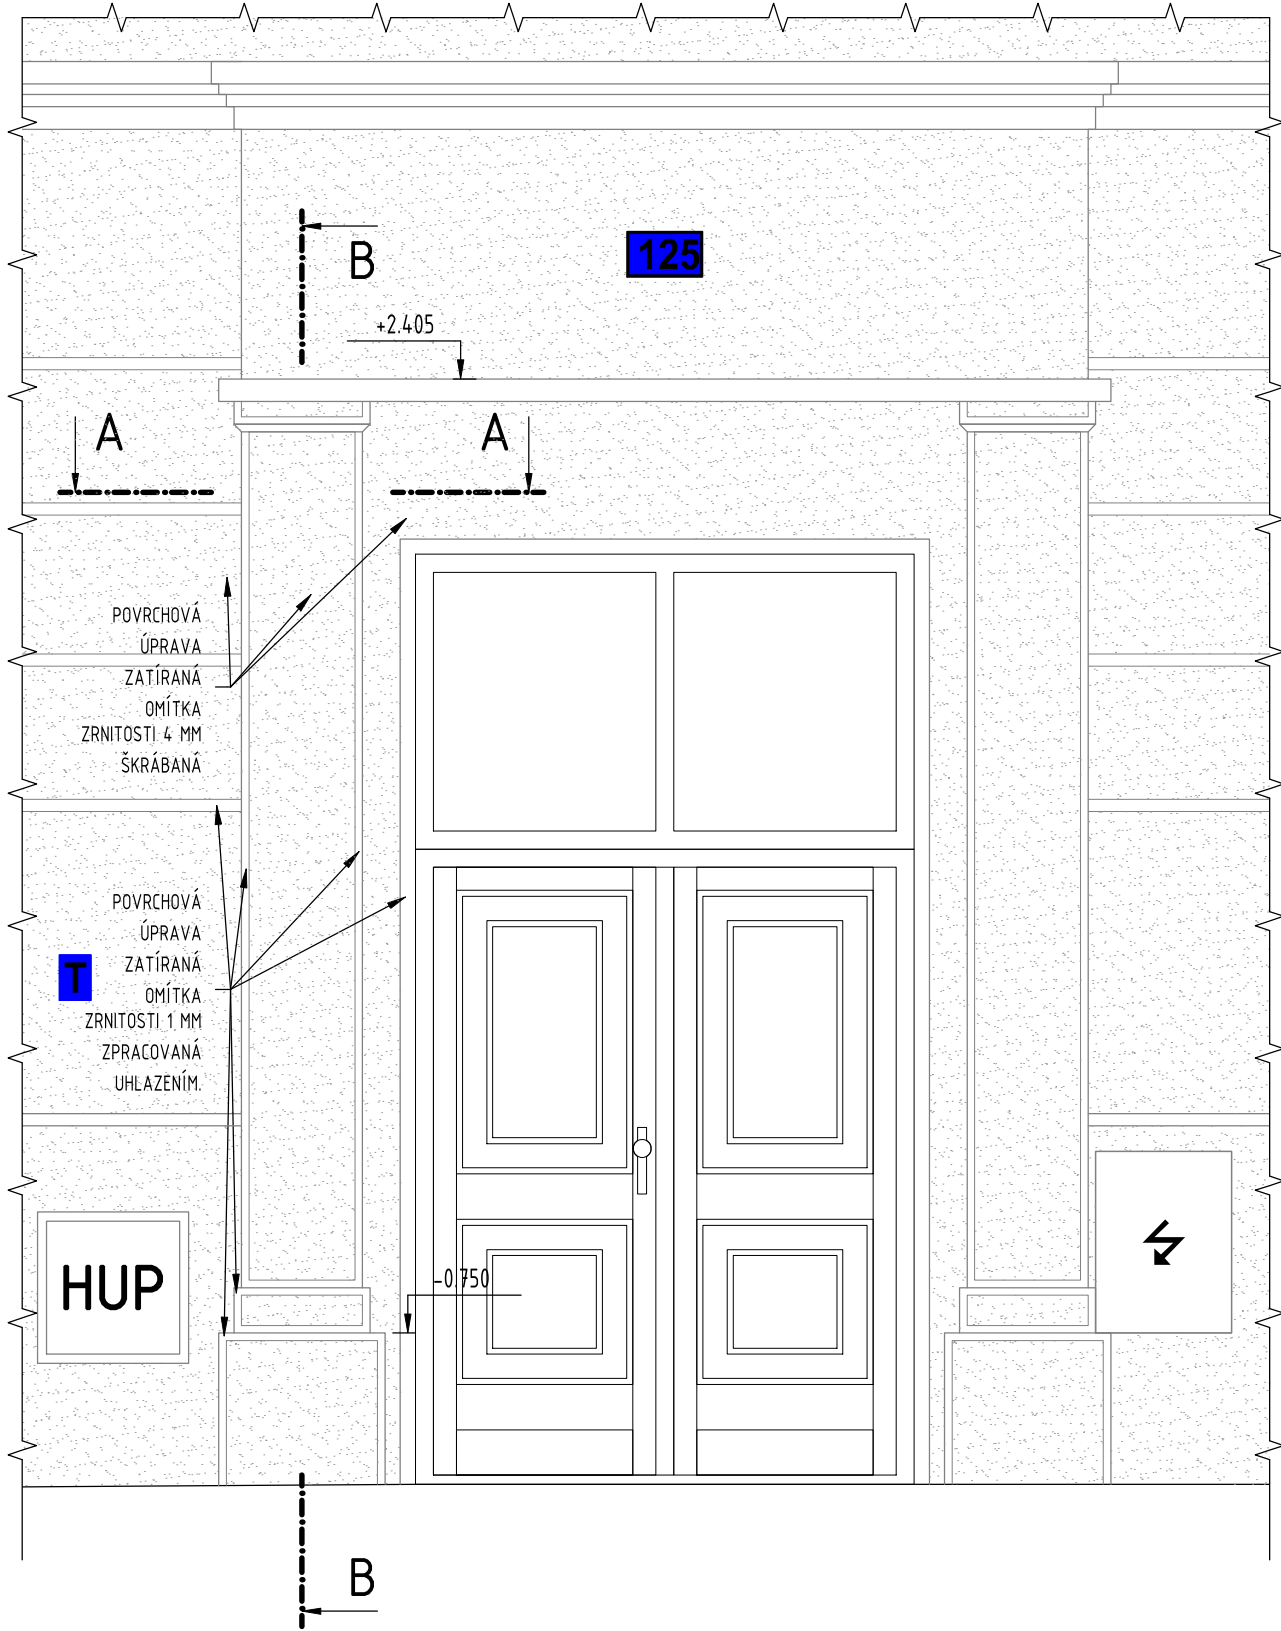 125
B
+2.405
A
A
POVRCHOVÁ
ÚPRAVA
ZATÍRANÁ
OMÍTKA
ZRNITOSTI 4 MM
ŠKRÁBANÁ
POVRCHOVÁ
ÚPRAVA
ZATÍRANÁ
OMÍTKA
ZRNITOSTI 1 MM
ZPRACOVANÁ
UHLAZENÍM.
T
HUP
-0.750
B